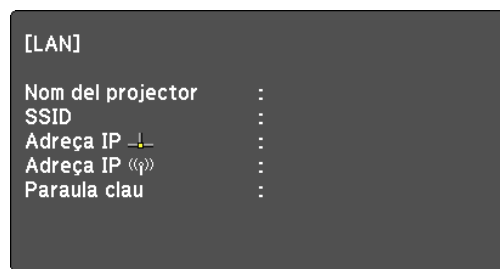 [LAN]
Nom del projector :
SSID :
Adreça IP :
Adreça IP :
Paraula clau :